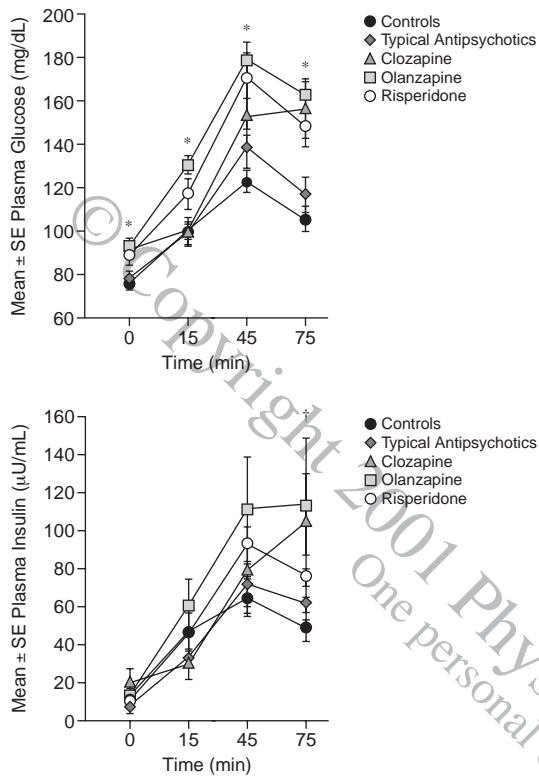 Mean ± SE Plasma Glucose (mg/dL)
200
180
160
140
120
100
80
60
*
*
*
*
0 15 45 75
Time (min)
Controls
Typical Antipsychotics
Clozapine
Olanzapine
Risperidone
Mean ± SE Plasma Insulin (µU/mL)
160
140
120
100
80
60
40
20
0
†
0 15 45 75
Time (min)
Controls
Typical Antipsychotics
Clozapine
Olanzapine
Risperidone
© Copyright 2001 Phys
One personal